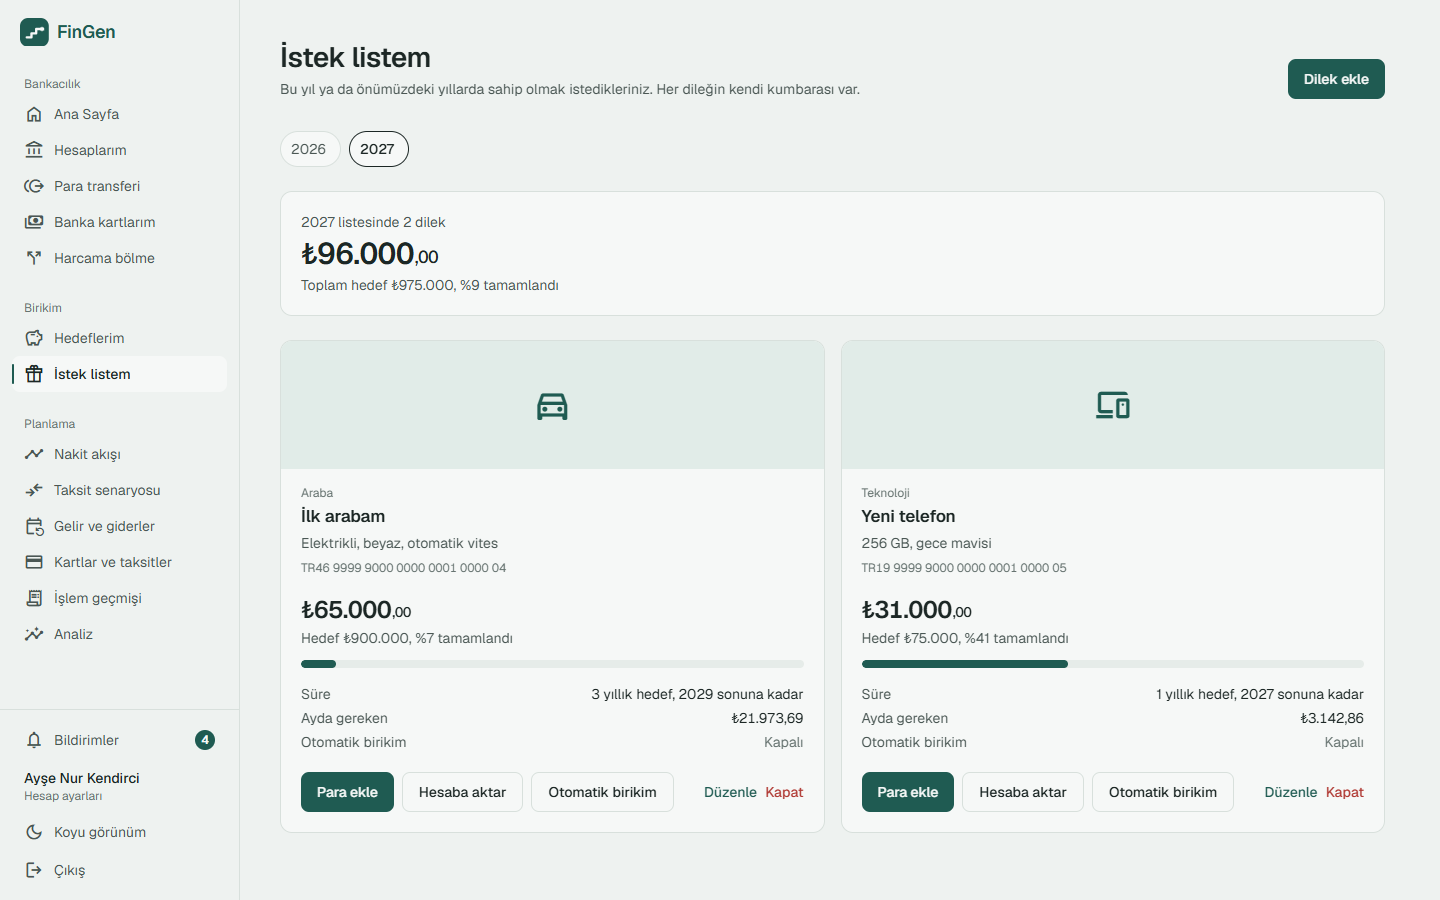 FinGen
Bankacılık
Ana Sayfa
Hesaplarım
Para transferi
Banka kartlarım
Harcama bölme
Birikim
Hedeflerim
İstek listem
Planlama
Nakit akışı
Taksit senaryosu
Gelir ve giderler
Kartlar ve taksitler
İşlem geçmişi
Analiz
Bildirimler 4
Ayşe Nur Kendirci
Hesap ayarları
Koyu görünüm
Çıkış
İstek listem
Bu yıl ya da önümüzdeki yıllarda sahip olmak istedikleriniz. Her dileğin kendi kumbarası var.
Dilek ekle
2026 2027
2027 listesinde 2 dilek
₺96.000,00
Toplam hedef ₺975.000, %9 tamamlandı
Araba
İlk arabam
Elektrikli, beyaz, otomatik vites
TR46 9999 9000 0000 0001 0000 04
₺65.000,00
Hedef ₺900.000, %7 tamamlandı
Süre 3 yıllık hedef, 2029 sonuna kadar
Ayda gereken ₺21.973,69
Otomatik birikim Kapalı
Para ekle Hesaba aktar Otomatik birikim Düzenle Kapat
Teknoloji
Yeni telefon
256 GB, gece mavisi
TR19 9999 9000 0000 0001 0000 05
₺31.000,00
Hedef ₺75.000, %41 tamamlandı
Süre 1 yıllık hedef, 2027 sonuna kadar
Ayda gereken ₺3.142,86
Otomatik birikim Kapalı
Para ekle Hesaba aktar Otomatik birikim Düzenle Kapat